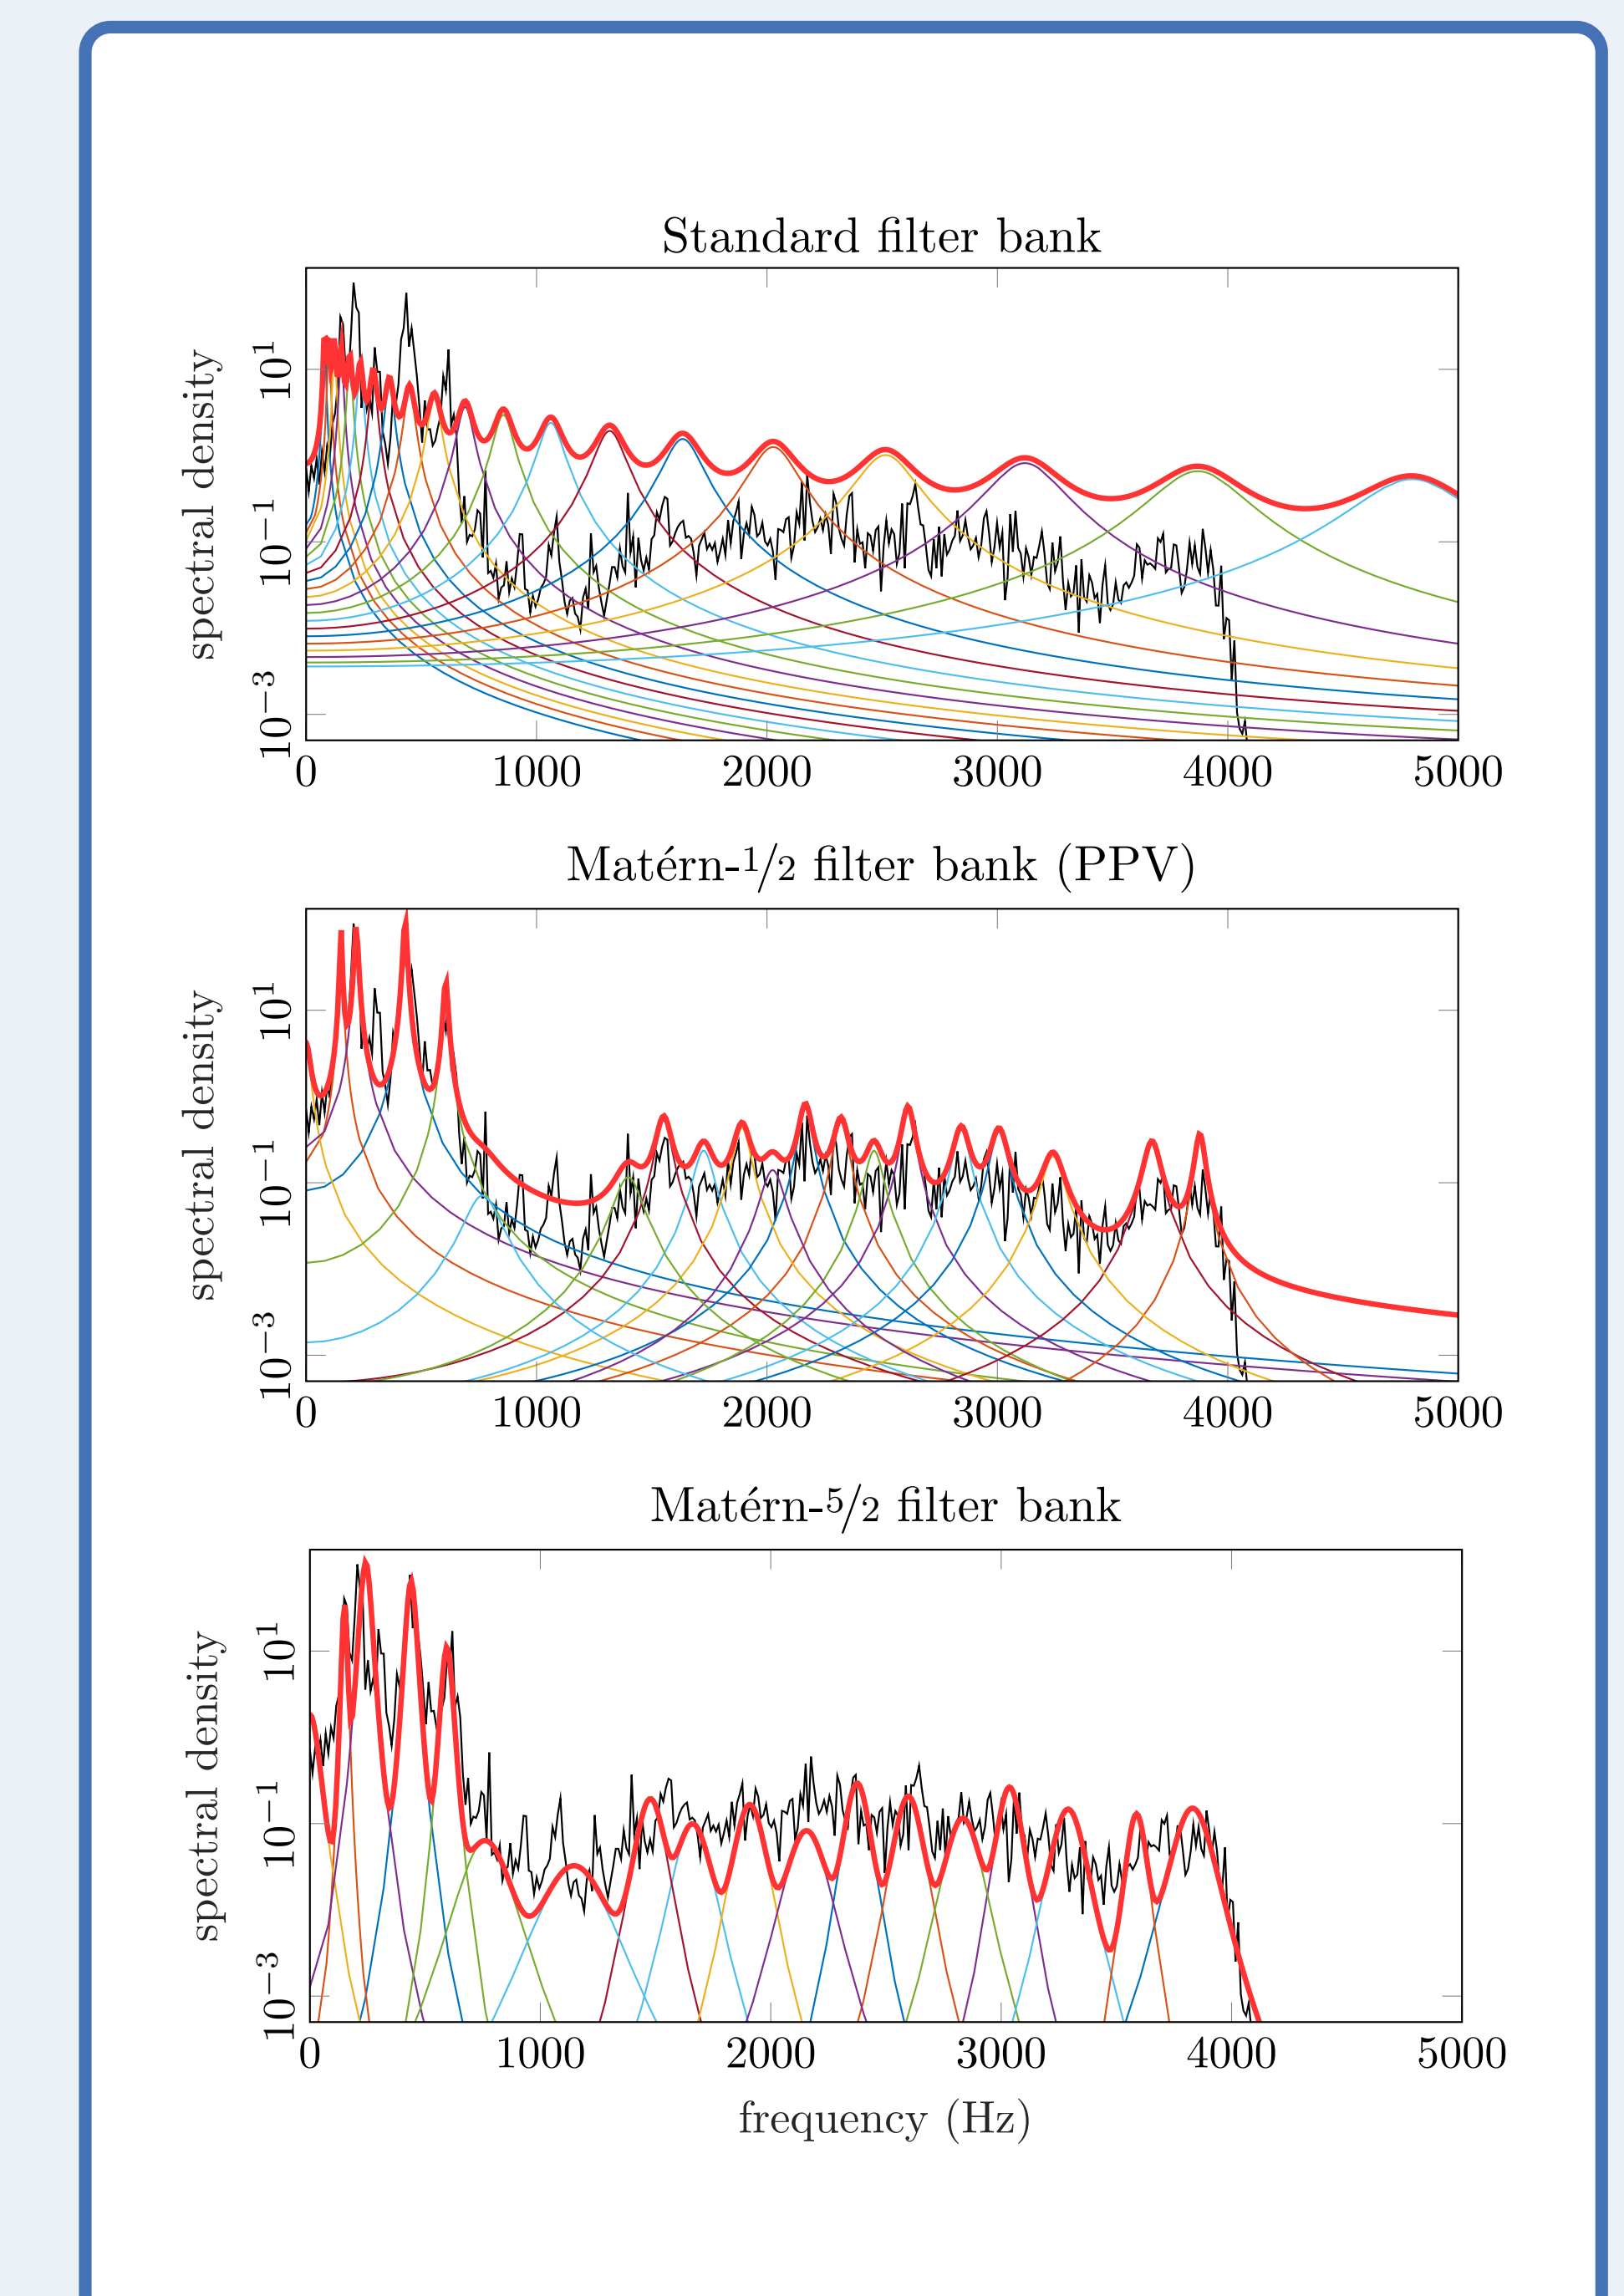 Standard filter bank
spectral density
10^1
10^−1
10^−3
0 1000 2000 3000 4000 5000
Matérn-1/2 filter bank (PPV)
spectral density
10^1
10^−1
10^−3
0 1000 2000 3000 4000 5000
Matérn-5/2 filter bank
spectral density
10^1
10^−1
10^−3
0 1000 2000 3000 4000 5000
frequency (Hz)